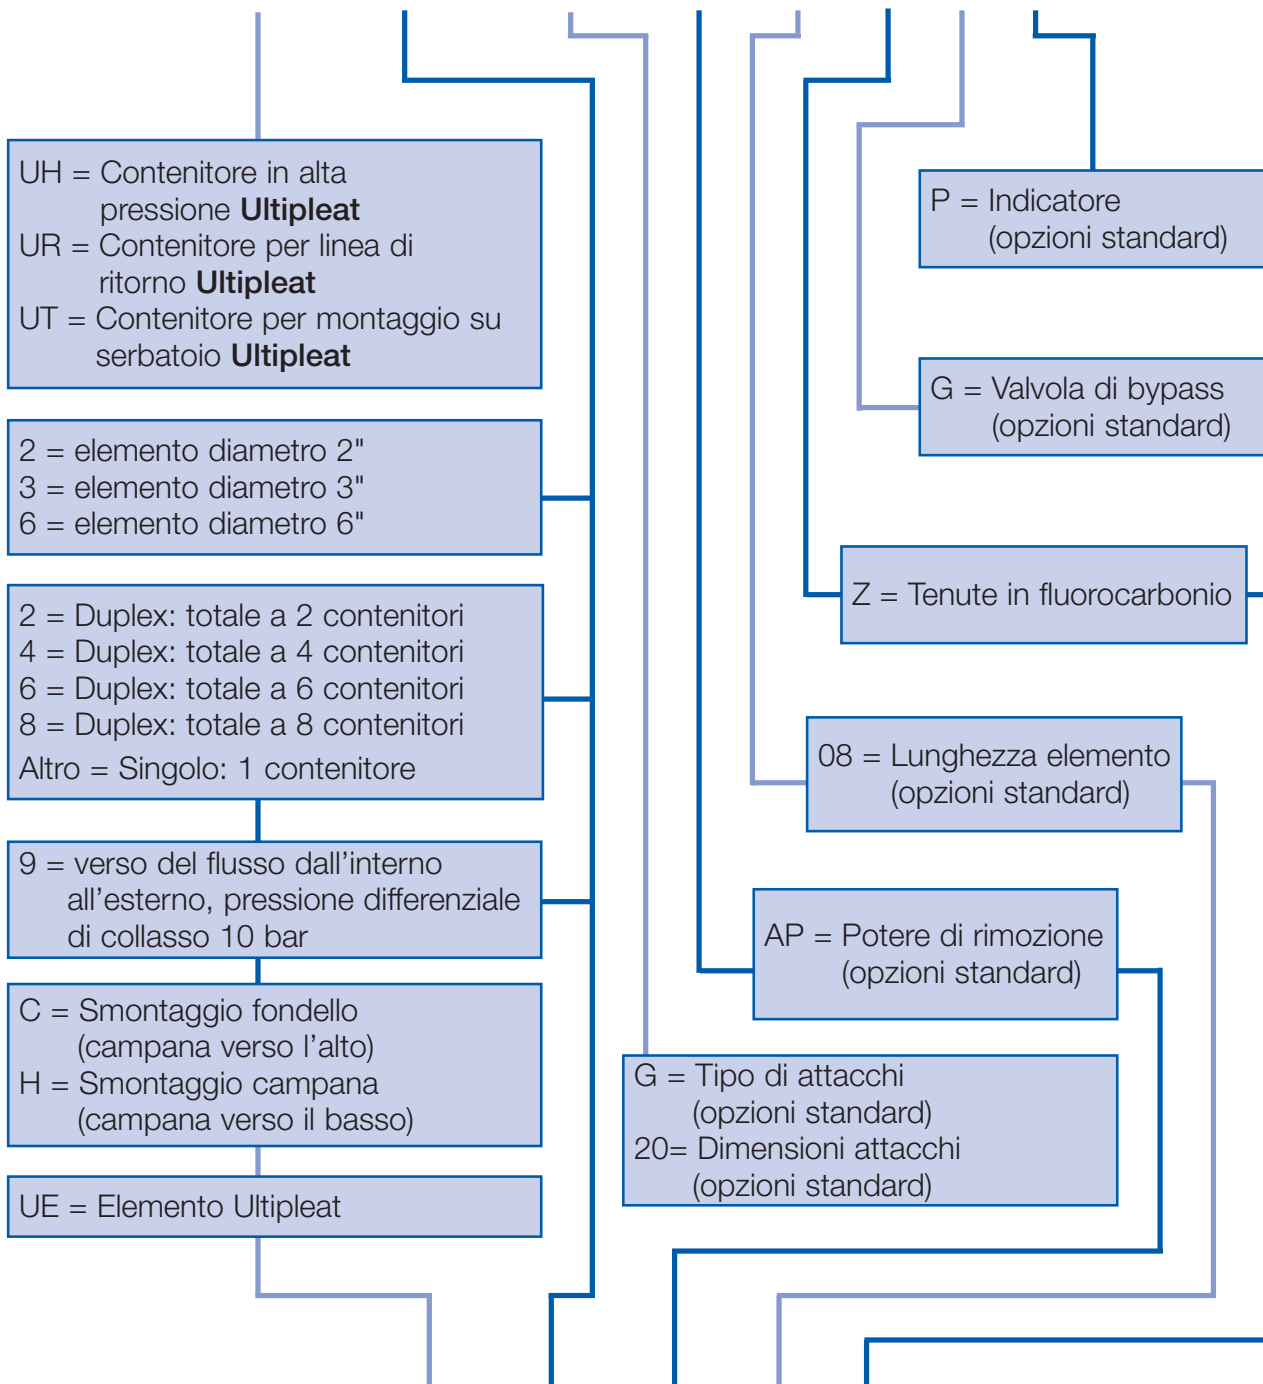 UH = Contenitore in alta
pressione Ultipleat
UR = Contenitore per linea di
ritorno Ultipleat
UT = Contenitore per montaggio su
serbatoio Ultipleat
2 = elemento diametro 2"
3 = elemento diametro 3"
6 = elemento diametro 6"
2 = Duplex: totale a 2 contenitori
4 = Duplex: totale a 4 contenitori
6 = Duplex: totale a 6 contenitori
8 = Duplex: totale a 8 contenitori
Altro = Singolo: 1 contenitore
9 = verso del flusso dall’interno
all’esterno, pressione differenziale
di collasso 10 bar
C = Smontaggio fondello
(campana verso l’alto)
H = Smontaggio campana
(campana verso il basso)
UE = Elemento Ultipleat
P = Indicatore
(opzioni standard)
G = Valvola di bypass
(opzioni standard)
Z = Tenute in fluorocarbonio
08 = Lunghezza elemento
(opzioni standard)
AP = Potere di rimozione
(opzioni standard)
G = Tipo di attacchi
(opzioni standard)
20= Dimensioni attacchi
(opzioni standard)